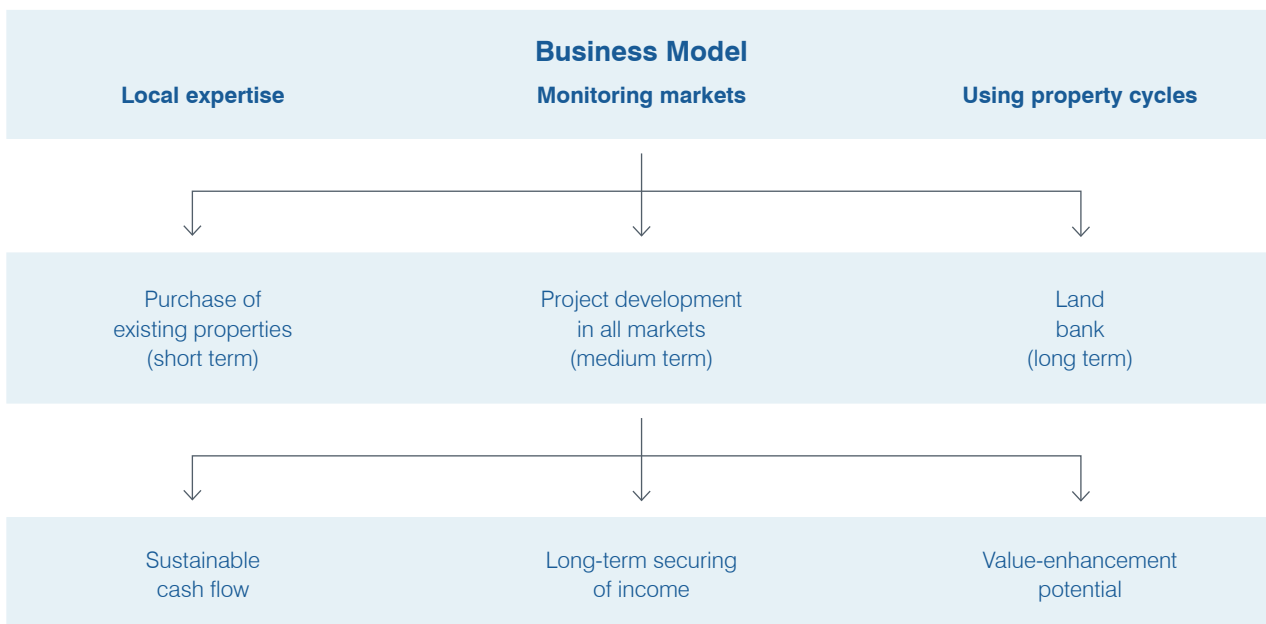 Business Model
Local expertise
Monitoring markets
Using property cycles
Purchase of
existing properties
(short term)
Project development
in all markets
(medium term)
Land
bank
(long term)
Sustainable
cash flow
Long-term securing
of income
Value-enhancement
potential